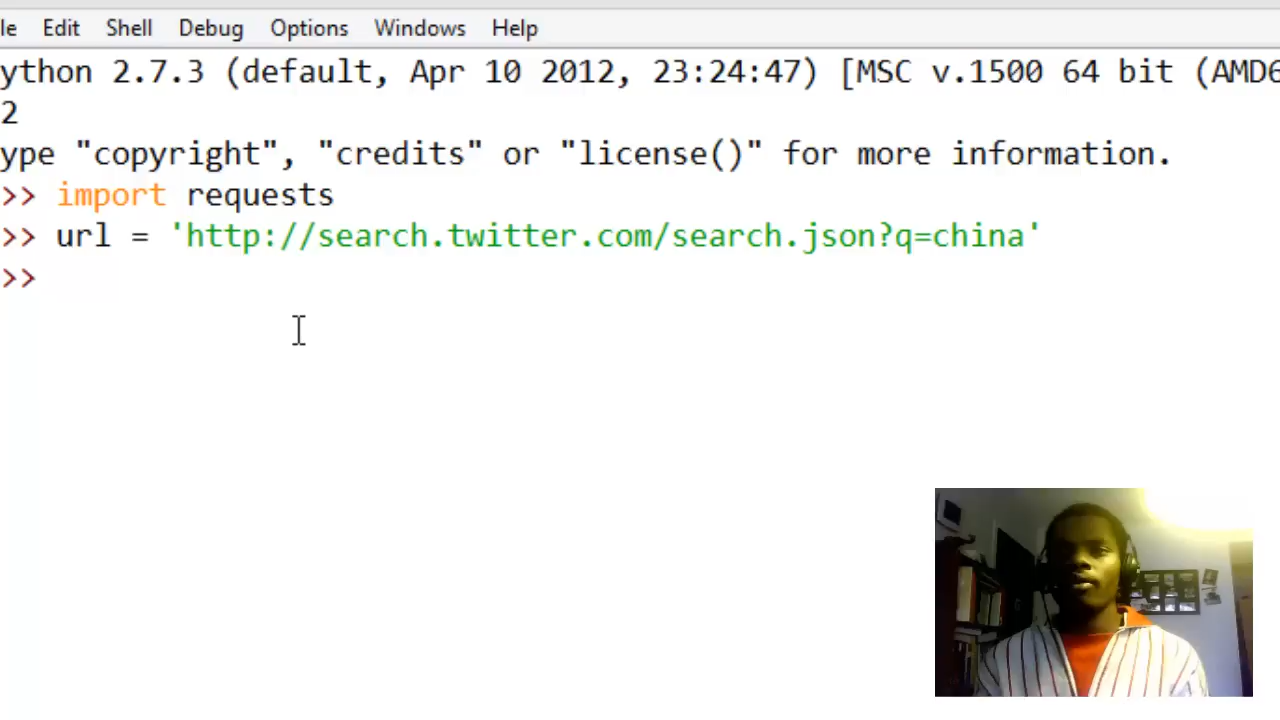 le Edit Shell Debug Options Windows Help
ython 2.7.3 (default, Apr 10 2012, 23:24:47) [MSC v.1500 64 bit (AMD6
2
ype "copyright", "credits" or "license()" for more information.
>> import requests
>> url = 'http://search.twitter.com/search.json?q=china'
>>